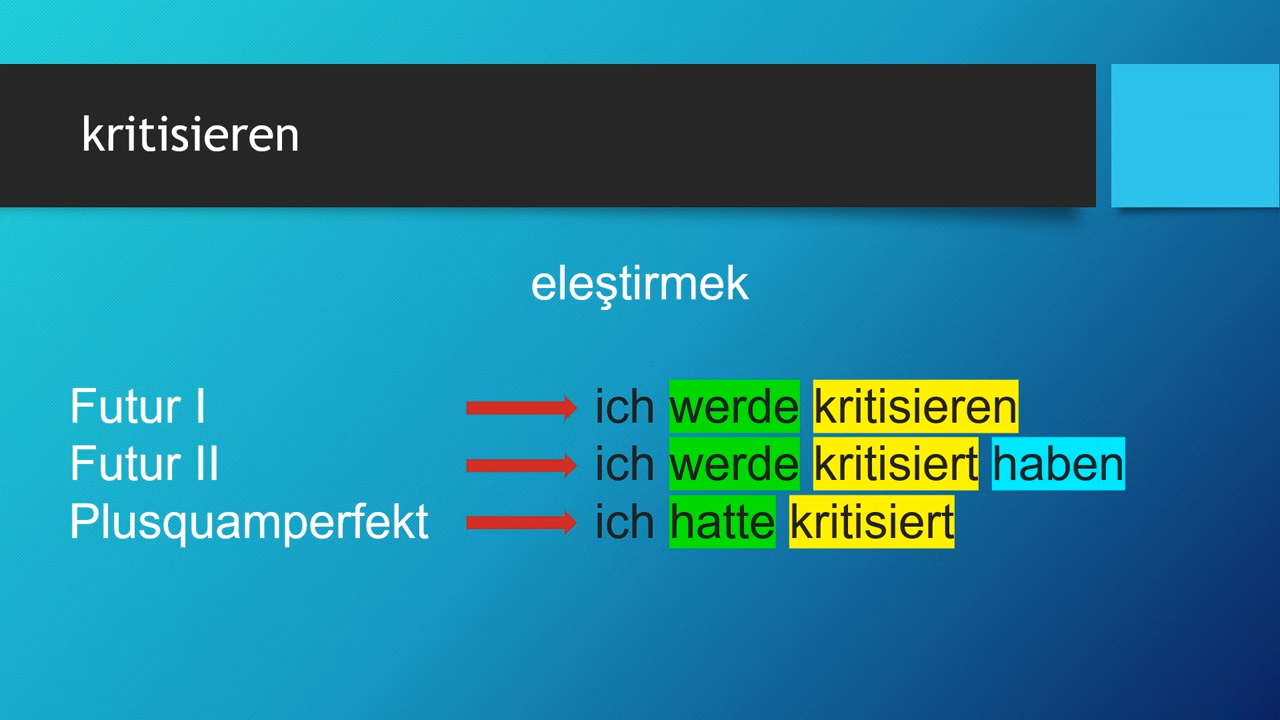 kritisieren
eleştirmek
Futur I ich werde kritisieren
Futur II ich werde kritisiert haben
Plusquamperfekt ich hatte kritisiert